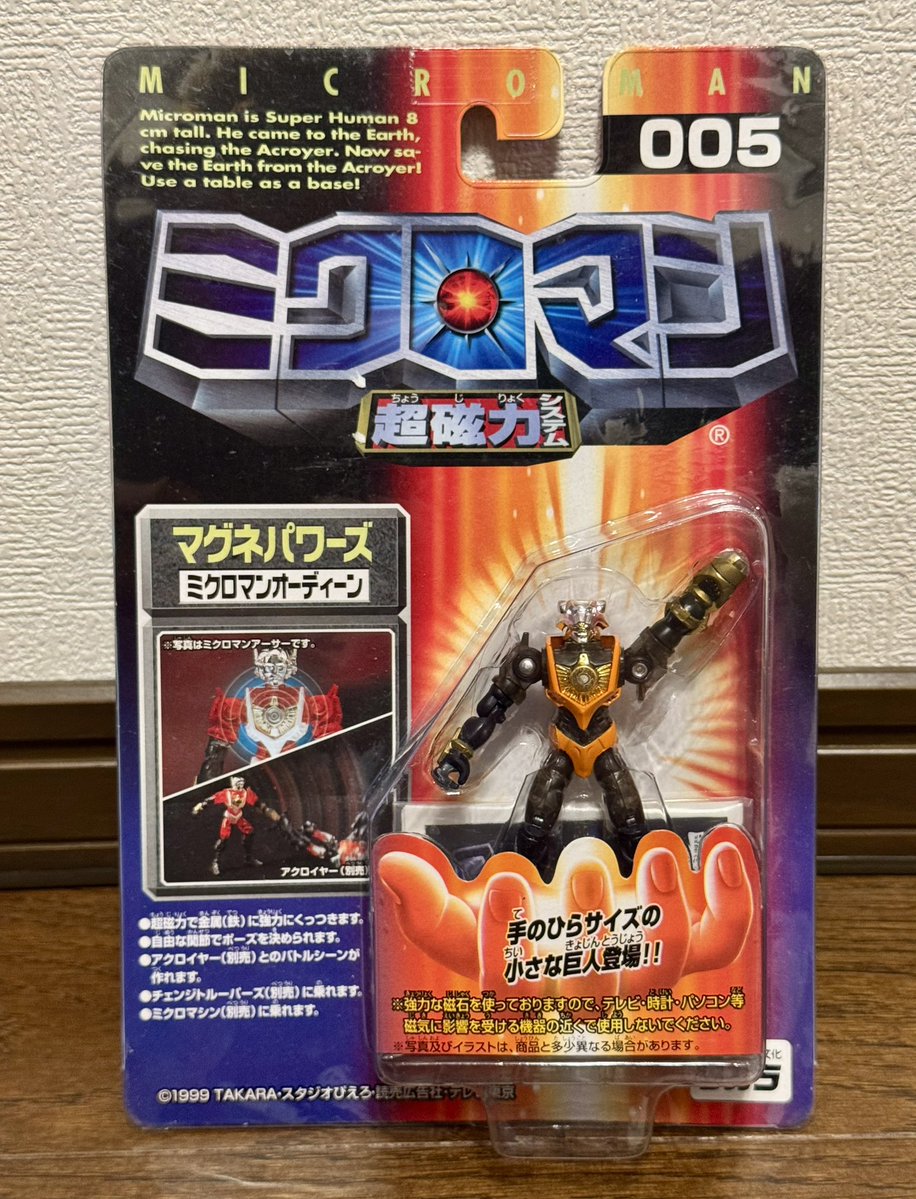 MICROMAN
Microman is Super Human 8
cm tall. He came to the Earth,
chasing the Acroyer. Now sa-
ve the Earth from the Acroyer!
Use a table as a base!
005
ミクロマン
®
ちょう じ りょく
超磁力システム
マグネパワーズ
ミクロマンオーディーン
※写真はミクロマンアーサーです。
アクロイヤー(別売)
●超磁力で金属(鉄)に強力にくっつきます。
●自由な関節でポーズを決められます。
●アクロイヤー(別売)とのバトルシーンが
作れます。
●チェンジトルーパーズ(別売)に乗れます。
●ミクロマシン(別売)に乗れます。
手のひらサイズの
小さな巨人登場!!
※強力な磁石を使っておりますので、テレビ・時計・パソコン等
磁気に影響を受ける機器の近くで使用しないでください。
※写真及びイラストは、商品と多少異なる場合があります。
©1999 TAKARA・スタジオぴえろ・読売広告社・テレビ東京